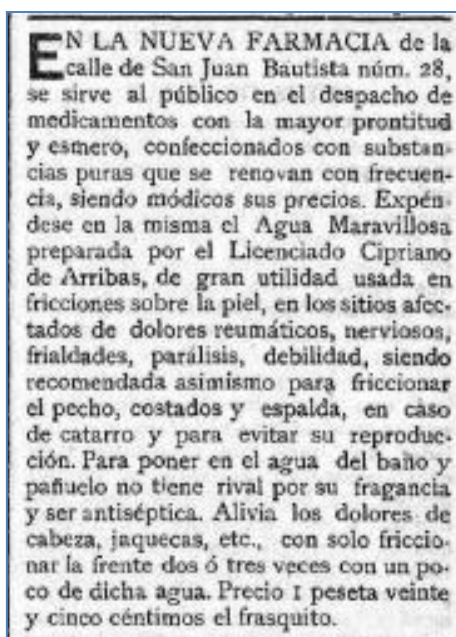 EN LA NUEVA FARMACIA de la
calle de San Juan Bautista núm. 28,
se sirve al público en el despacho de
medicamentos con la mayor prontitud
y esmero, confeccionados con substan-
cias puras que se renovan con frecuen-
cia, siendo módicos sus precios. Expén-
dese en la misma el Agua Maravillosa
preparada por el Licenciado Cipriano
de Arribas, de gran utilidad usada en
fricciones sobre la piel, en los sitios afec-
tados de dolores reumáticos, nerviosos,
frialdades, parálisis, debilidad, siendo
recomendada asimismo para friccionar
el pecho, costados y espalda, en càso
de catarro y para evitar su reproduc-
ción. Para poner en el agua del baño y
pañuelo no tiene rival por su fragancia
y ser antiséptica. Alivia los dolores de
cabeza, jaquecas, etc., con solo friccio-
nar la frente dos ó tres veces con un po-
co de dicha agua. Precio 1 peseta veinte
y cinco céntimos el frasquito.